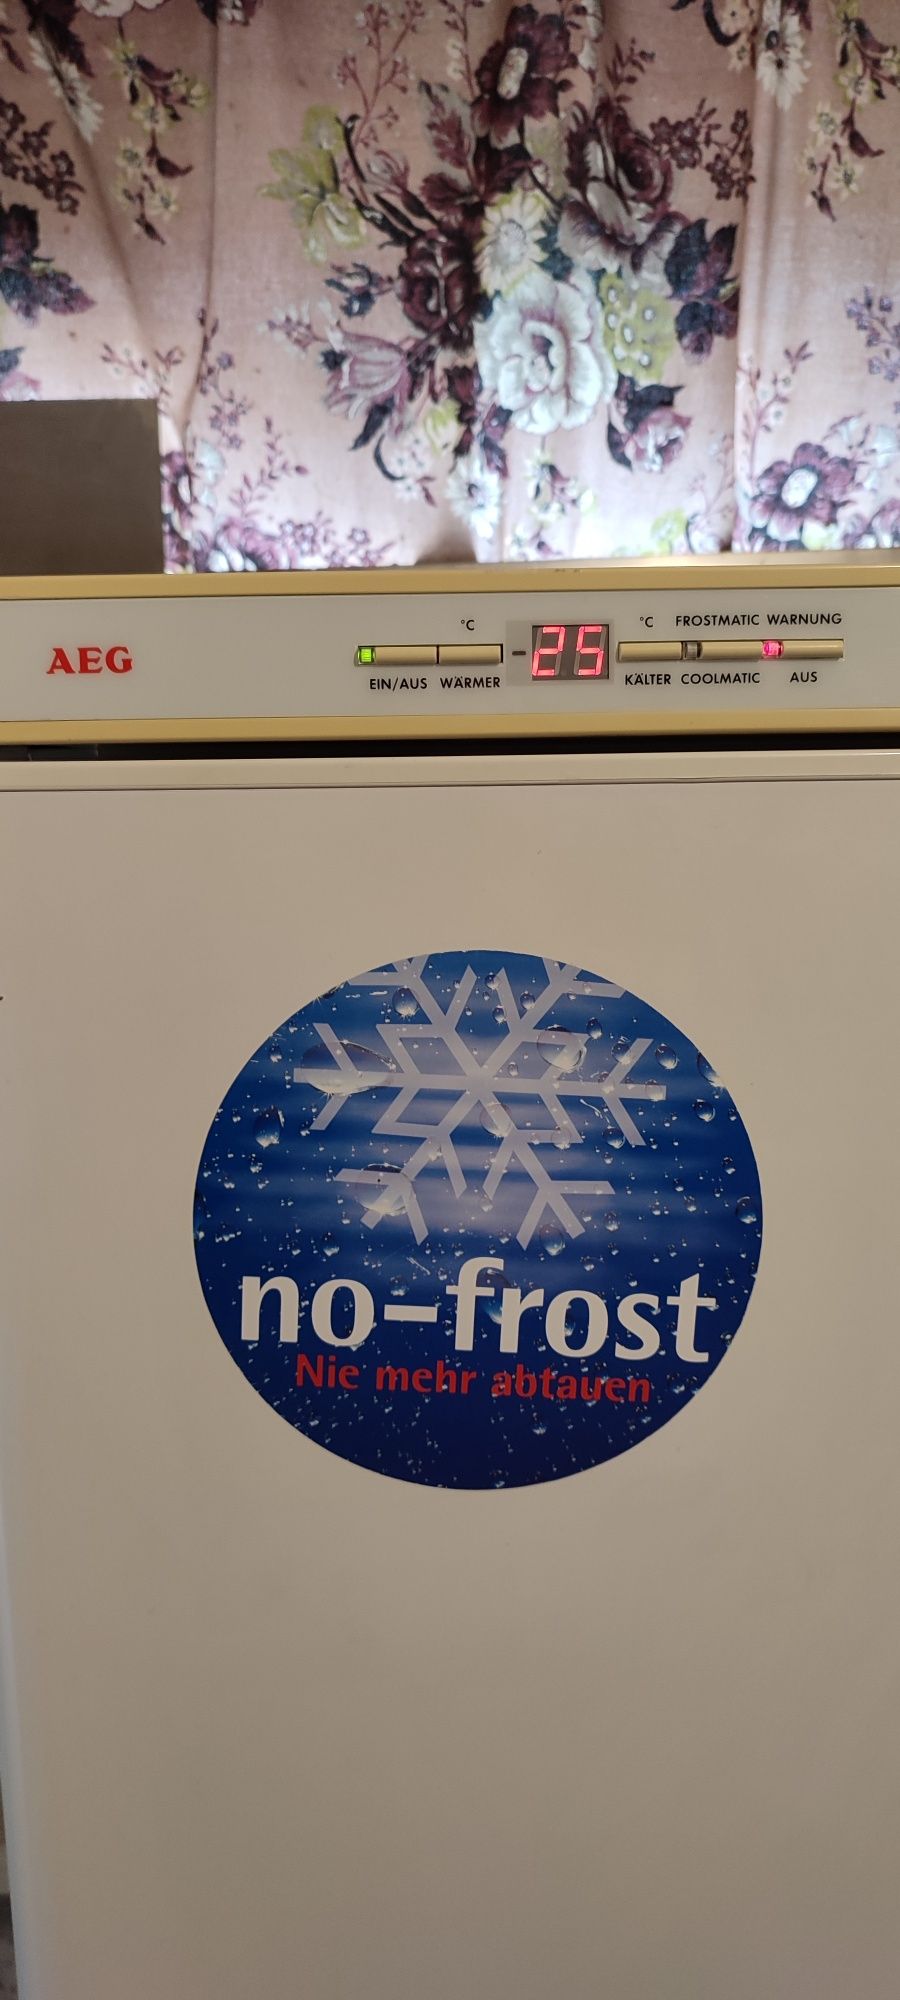 AEG
°C
°C FROSTMATIC WARNUNG
-25
EIN/AUS WÄRMER
KÄLTER COOLMATIC AUS
no-frost
Nie mehr abtauen